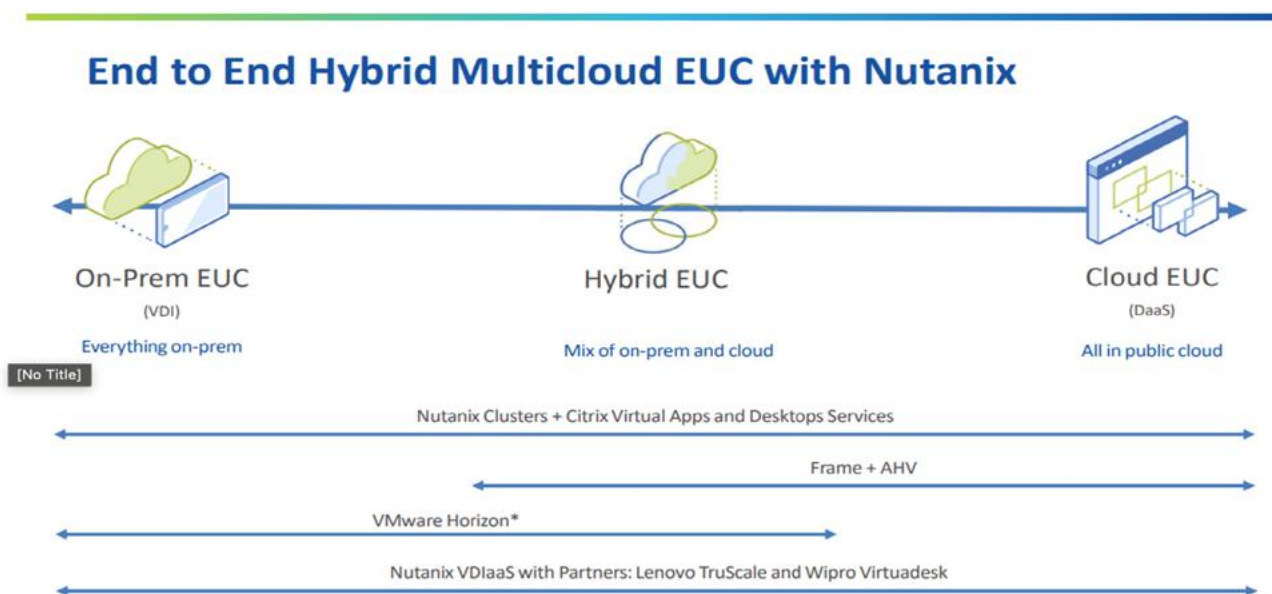 End to End Hybrid Multicloud EUC with Nutanix
On-Prem EUC
(VDI)
Everything on-prem
Hybrid EUC
Mix of on-prem and cloud
Cloud EUC
(DaaS)
All in public cloud
[No Title]
Nutanix Clusters + Citrix Virtual Apps and Desktops Services
Frame + AHV
VMware Horizon*
Nutanix VDIaaS with Partners: Lenovo TruScale and Wipro Virtuadesk